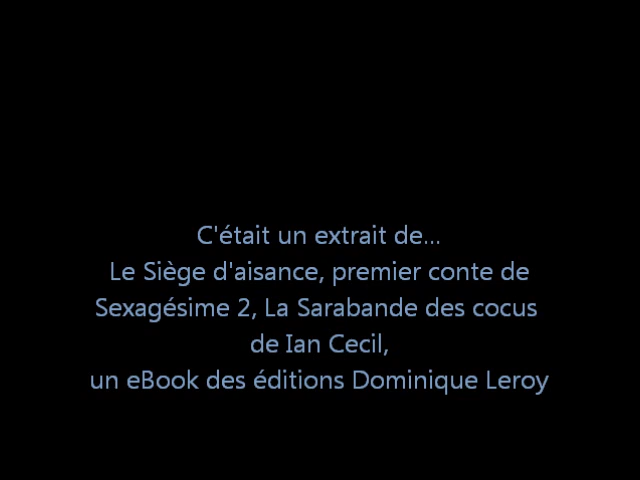 C'était un extrait de...
Le Siège d'aisance, premier conte de
Sexagésime 2, La Sarabande des cocus
de Ian Cecil,
un eBook des éditions Dominique Leroy